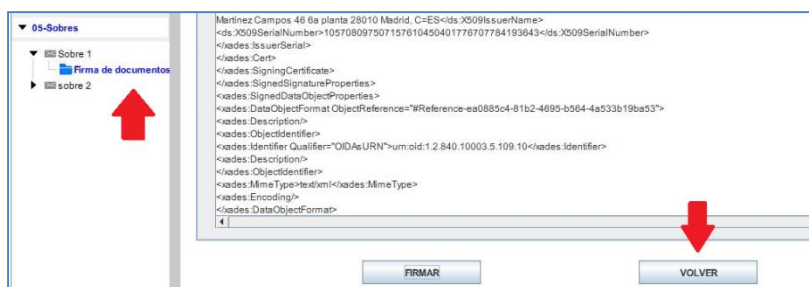 05-Sobres
Sobre 1
Firma de documentos
sobre 2
Martinez Campos 46 6a planta 28010 Madrid, C=ES</ds:X509IssuerName>
<ds:X509SerialNumber>105708097507157610450401776707784193643</ds:X509SerialNumber>
</xades:IssuerSerial>
</xades:Cert>
</xades:SigningCertificate>
</xades:SignedSignatureProperties>
<xades:SignedDataObjectProperties>
<xades:DataObjectFormat ObjectReference="#Reference-ea0885c4-81b2-4695-b564-4a533b19ba53">
<xades:Description/>
<xades:ObjectIdentifier>
<xades:Identifier Qualifier="OIDAsURN">urn:oid:1.2.840.10003.5.109.10</xades:Identifier>
<xades:Description/>
</xades:ObjectIdentifier>
<xades:MimeType>text/xml</xades:MimeType>
<xades:Encoding/>
</xades:DataObjectFormat>
FIRMAR
VOLVER